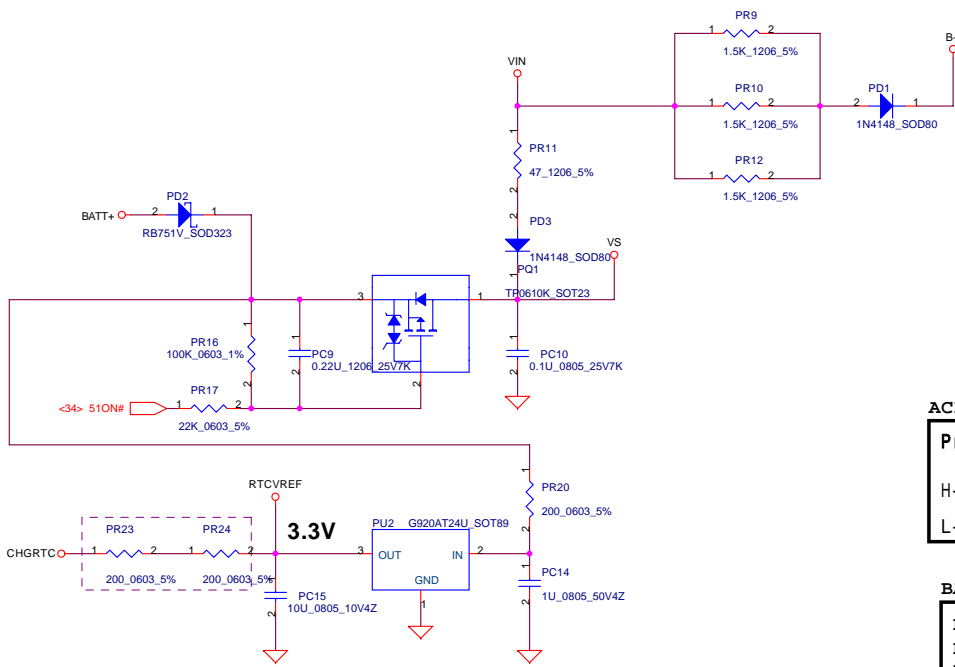 PR9
1 2
1.5K_1206_5%
B+
VIN
PR10
1 2
1.5K_1206_5%
PD1
2 1
1N4148_SOD80
1
PR11
47_1206_5%
2
PR12
1 2
1.5K_1206_5%
PD2
BATT+ 2 1
RB751V_SOD323
2
PD3
1N4148_SOD80
1
VS
PQ1
TP0610K_SOT23
3 1
2
1
PR16
100K_0603_1%
2
1
PC9
0.22U_1206_25V7K
2
1
PC10
0.1U_0805_25V7K
2
PR17
<34> 51ON# 1 2
22K_0603_5%
RTCVREF
3.3V
1
PR20
200_0603_5%
2
PR23 PR24
CHGRTC 1 2 1 2
200_0603_5% 200_0603_5%
PU2 G920AT24U_SOT89
3 OUT IN 2
GND
1
1
PC14
1U_0805_50V4Z
2
1
PC15
10U_0805_10V4Z
2
H-
L-